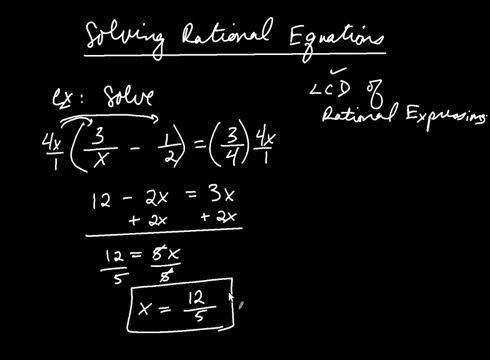 Solving Rational Equations
LCD of
Rational Expressions
ex: Solve
4x/1 (3/x - 1/2) = (3/4) 4x/1
12 - 2x = 3x
+ 2x + 2x
12/5 = 5x/5
x = 12/5